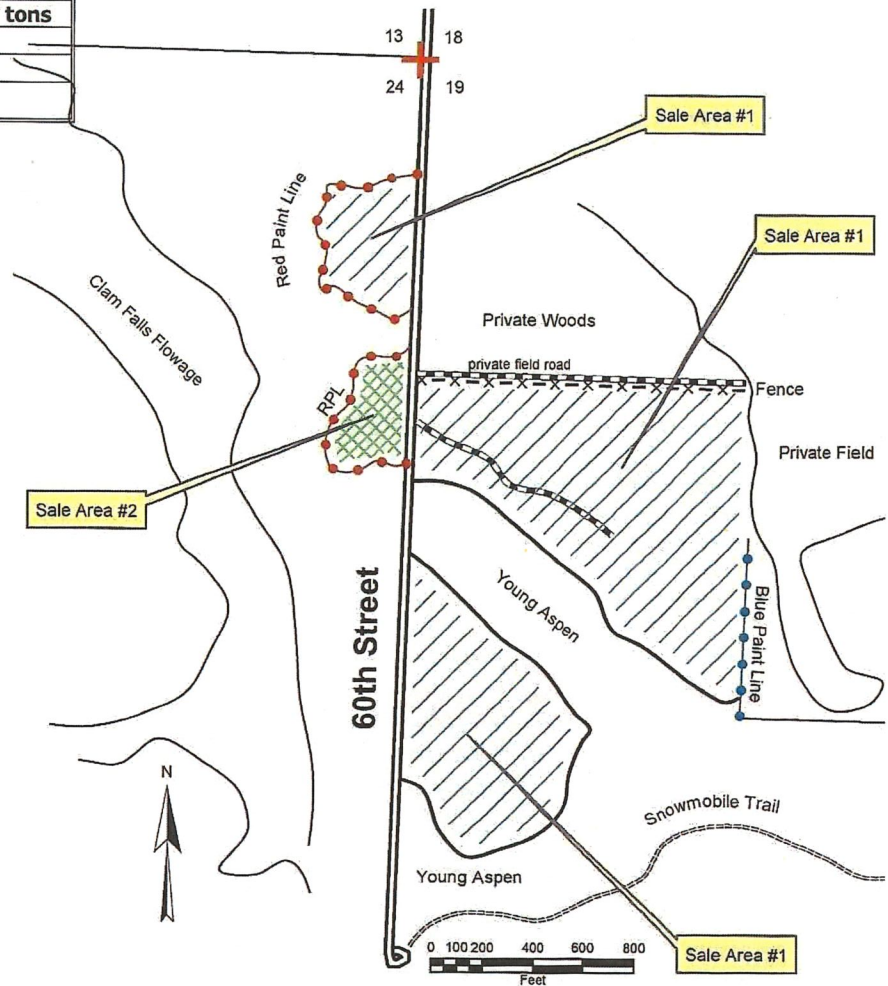 tons
13 18
24 19
Sale Area #1
Red Paint Line
Sale Area #1
Clam Falls Flowage
Private Woods
private field road
Fence
RPL
Private Field
Sale Area #2
Young Aspen
Blue Paint Line
60th Street
N
Snowmobile Trail
Young Aspen
0 100 200 400 600 800
Feet
Sale Area #1